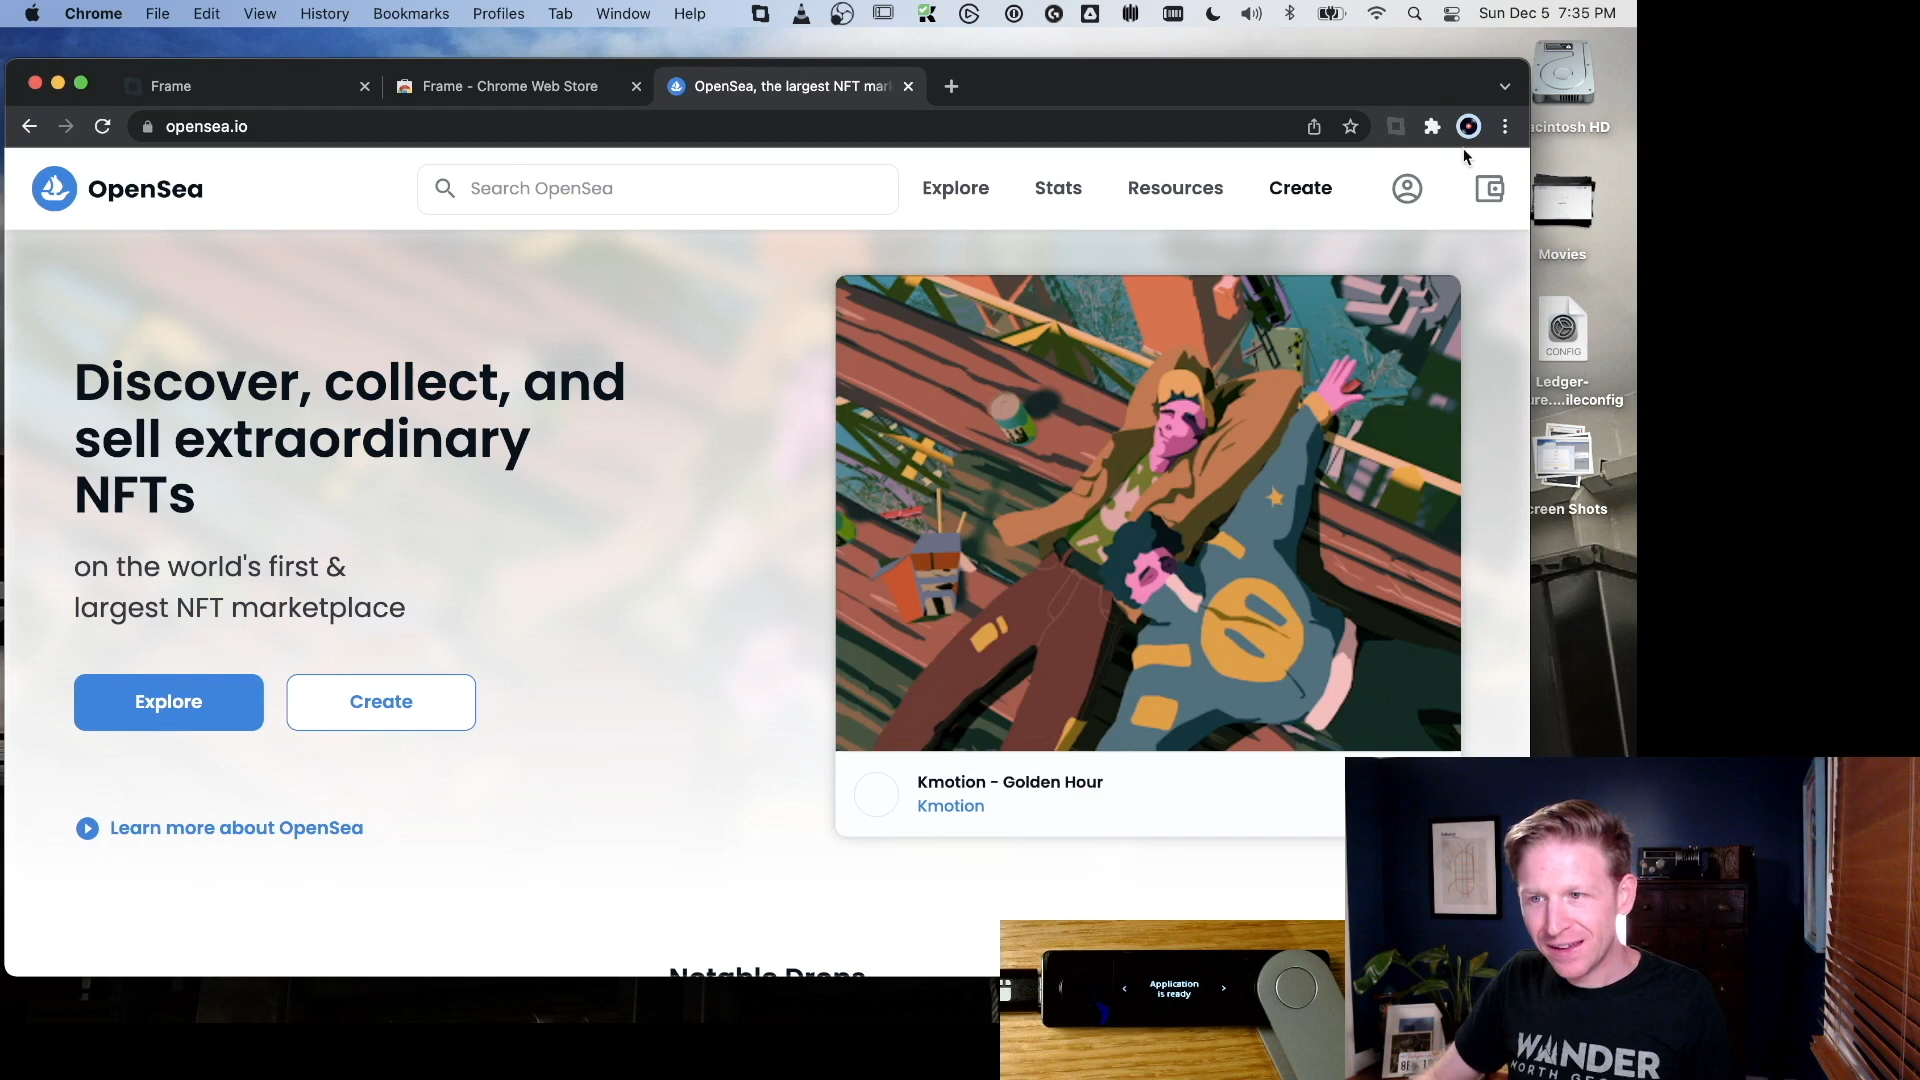 Chrome File Edit View History Bookmarks Profiles Tab Window Help
Sun Dec 5 7:35 PM
Frame
Frame - Chrome Web Store
OpenSea, the largest NFT mar
opensea.io
OpenSea
Search OpenSea
Explore
Stats
Resources
Create
Discover, collect, and
sell extraordinary
NFTs
on the world's first &
largest NFT marketplace
Explore
Create
Learn more about OpenSea
Kmotion - Golden Hour
Kmotion
Notable Drops
acintosh HD
Movies
CONFIG
Ledger-
ure....ileconfig
creen Shots
Application
is ready
WANDER
NORTH GE